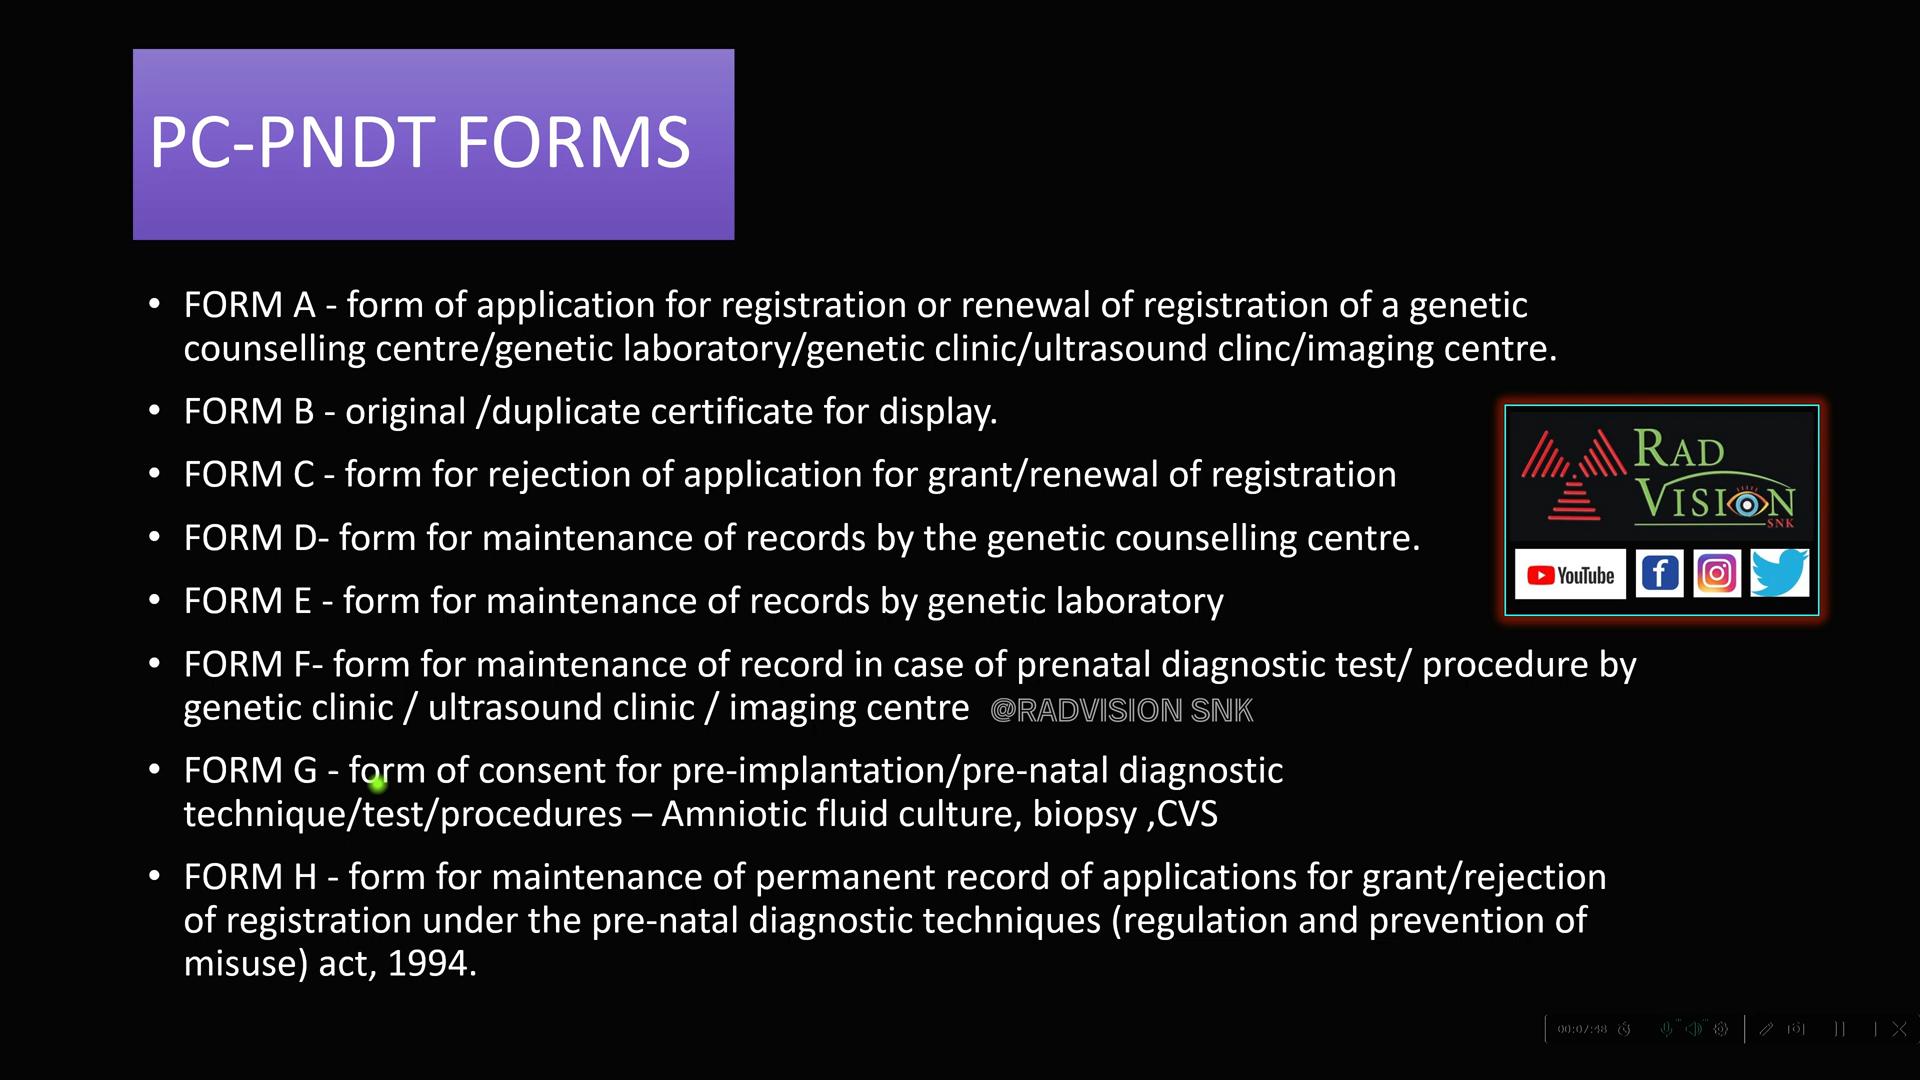 PC-PNDT FORMS
• FORM A - form of application for registration or renewal of registration of a genetic
counselling centre/genetic laboratory/genetic clinic/ultrasound clinc/imaging centre.
• FORM B - original /duplicate certificate for display.
• FORM C - form for rejection of application for grant/renewal of registration
• FORM D- form for maintenance of records by the genetic counselling centre.
• FORM E - form for maintenance of records by genetic laboratory
• FORM F- form for maintenance of record in case of prenatal diagnostic test/ procedure by
genetic clinic / ultrasound clinic / imaging centre @RADVISION SNK
• FORM G - form of consent for pre-implantation/pre-natal diagnostic
technique/test/procedures – Amniotic fluid culture, biopsy ,CVS
• FORM H - form for maintenance of permanent record of applications for grant/rejection
of registration under the pre-natal diagnostic techniques (regulation and prevention of
misuse) act, 1994.
RAD
VISION
SNK
YouTube
00:07:48